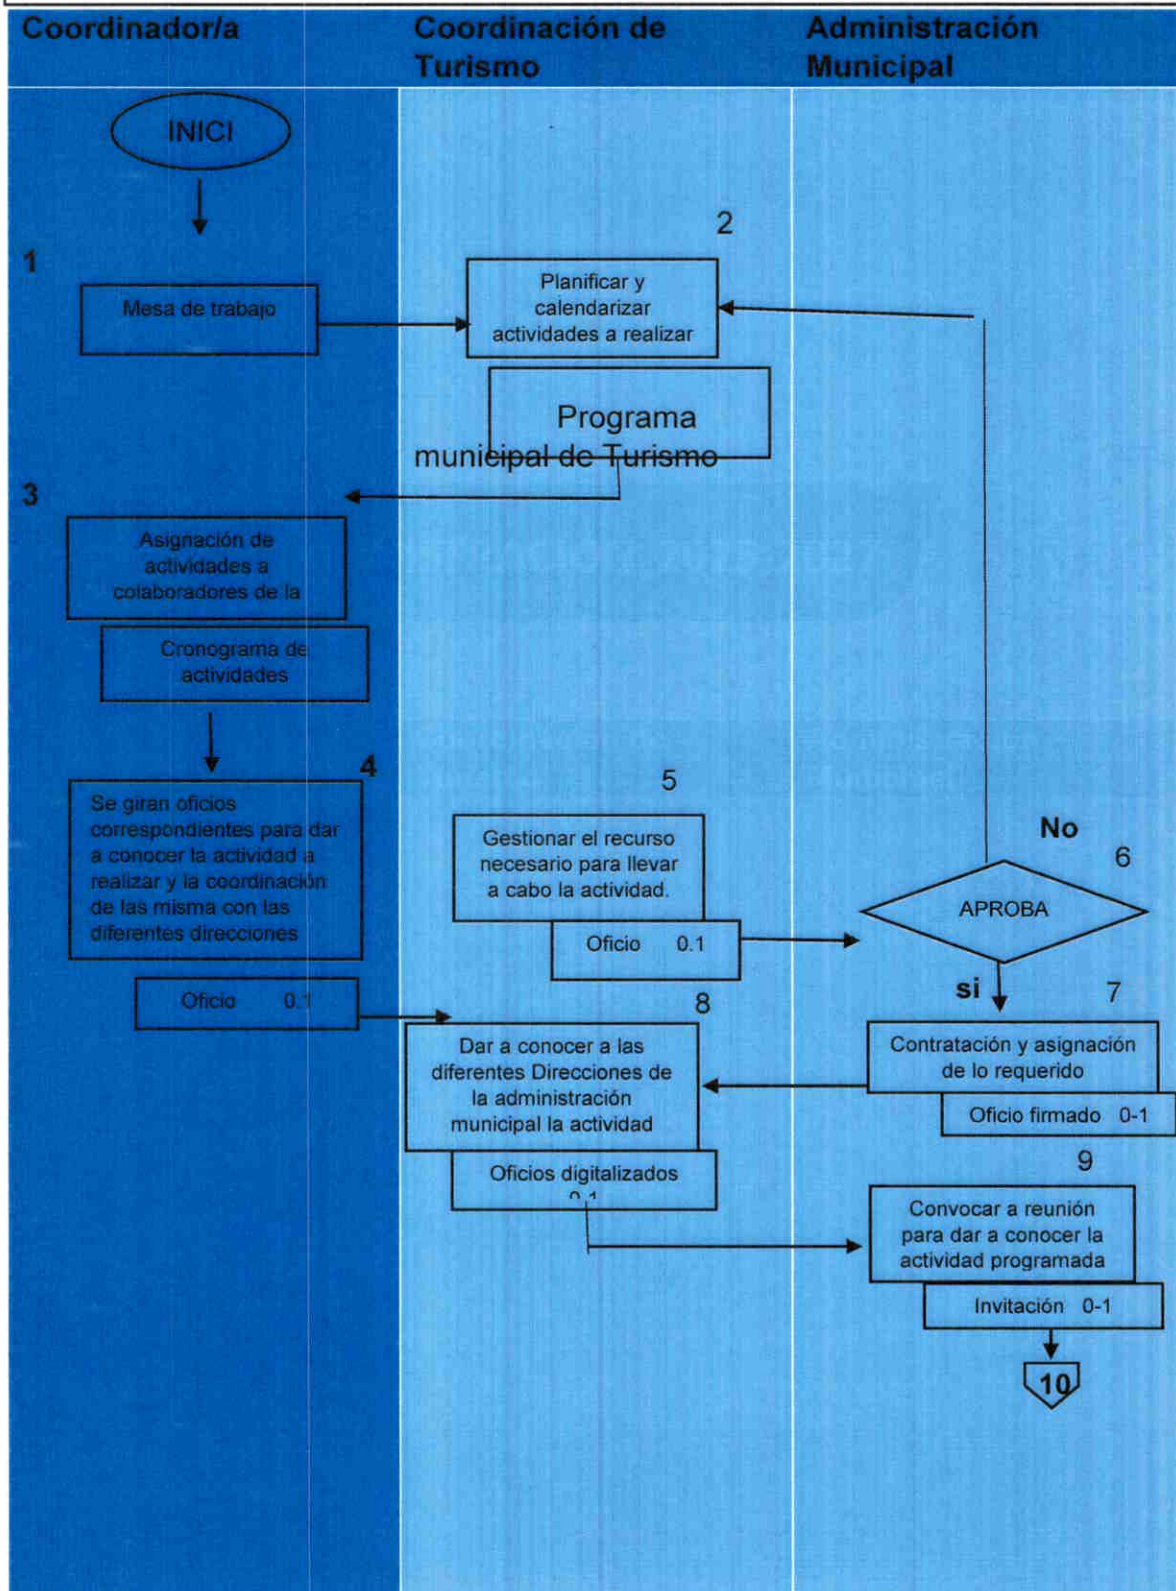 Coordinador/a
Coordinación de
Turismo
Administración
Municipal
INICI
1
Mesa de trabajo
2
Planificar y
calendarizar
actividades a realizar
Programa
municipal de Turismo
3
Asignación de
actividades a
colaboradores de la
Cronograma de
actividades
4
Se giran oficios
correspondientes para dar
a conocer la actividad a
realizar y la coordinación
de las misma con las
diferentes direcciones
Oficio 0.1
5
Gestionar el recurso
necesario para llevar
a cabo la actividad.
Oficio 0.1
No
6
APROBA
si
7
Contratación y asignación
de lo requerido
Oficio firmado 0-1
8
Dar a conocer a las
diferentes Direcciones de
la administración
municipal la actividad
Oficios digitalizados
0.1
9
Convocar a reunión
para dar a conocer la
actividad programada
Invitación 0-1
10